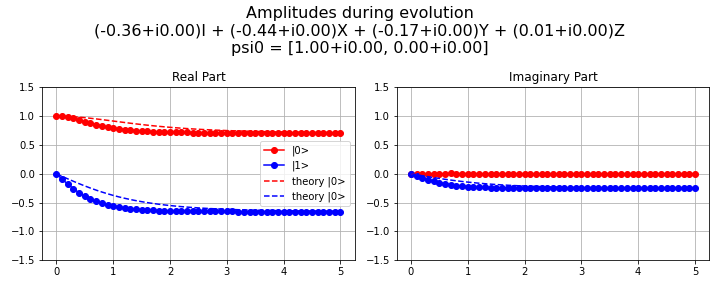 Amplitudes during evolution
(-0.36+i0.00)I + (-0.44+i0.00)X + (-0.17+i0.00)Y + (0.01+i0.00)Z
psi0 = [1.00+i0.00, 0.00+i0.00]
Real Part
1.5
1.0
0.5
0.0
−0.5
−1.0
−1.5
0 1 2 3 4 5
|0>
|1>
theory |0>
theory |0>
Imaginary Part
1.5
1.0
0.5
0.0
−0.5
−1.0
−1.5
0 1 2 3 4 5